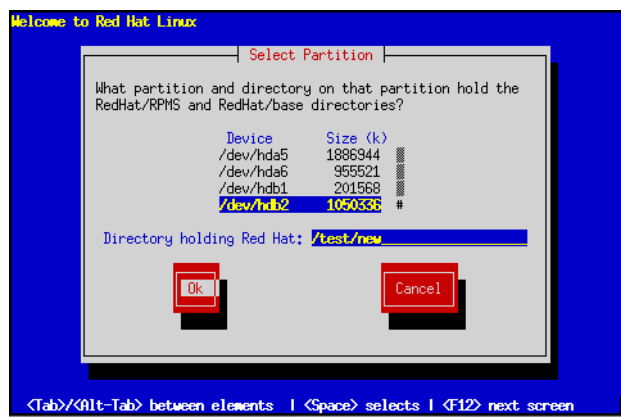 Welcome to Red Hat Linux
Select Partition
What partition and directory on that partition hold the
RedHat/RPMS and RedHat/base directories?
Device Size (k)
/dev/hda5 1886944
/dev/hda6 955521
/dev/hdb1 201568
/dev/hdb2 1050336 #
Directory holding Red Hat: /test/new
Ok Cancel
<Tab>/<Alt-Tab> between elements | <Space> selects | <F12> next screen